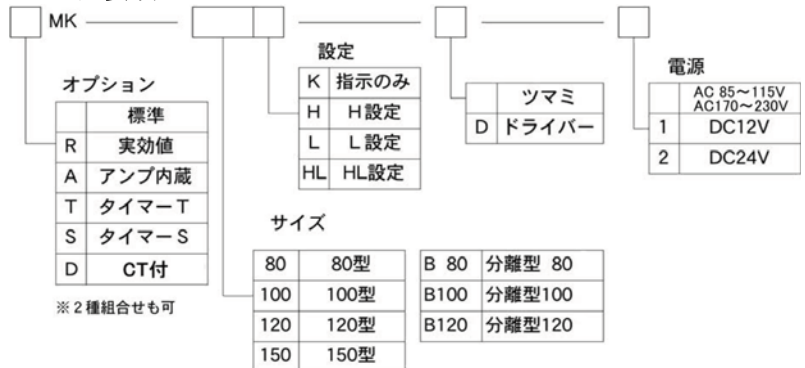 MK
オプション
標準
R 実効値
A アンプ内蔵
T タイマーT
S タイマーS
D CT付
※2種組合せも可
設定
K 指示のみ
H H設定
L L設定
HL HL設定
サイズ
80 80型
100 100型
120 120型
150 150型
B 80 分離型 80
B100 分離型100
B120 分離型120
ツマミ
D ドライバー
電源
AC 85～115V
AC170～230V
1 DC12V
2 DC24V